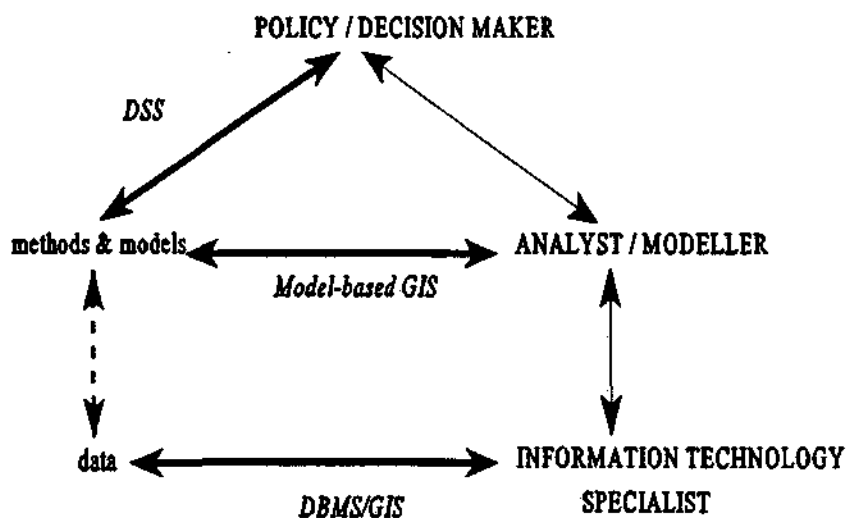 POLICY / DECISION MAKER
DSS
methods & models
ANALYST / MODELLER
Model-based GIS
data
INFORMATION TECHNOLOGY
SPECIALIST
DBMS/GIS